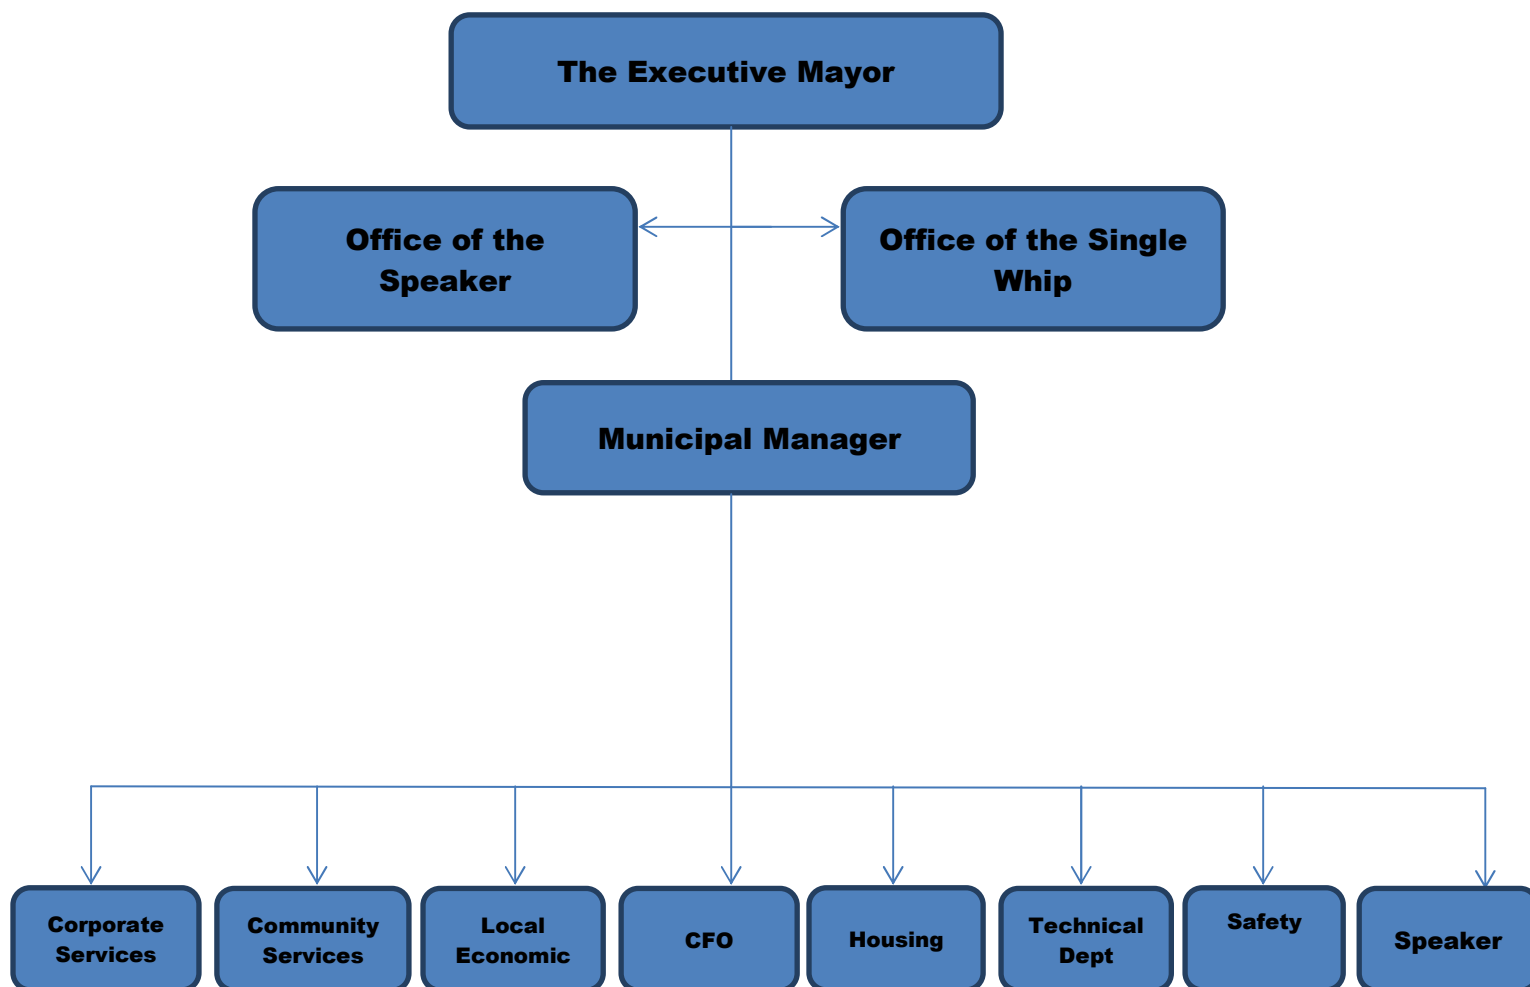 The Executive Mayor
Office of the
Speaker
Office of the Single
Whip
Municipal Manager
Corporate
Services
Community
Services
Local
Economic
CFO
Housing
Technical
Dept
Safety
Speaker